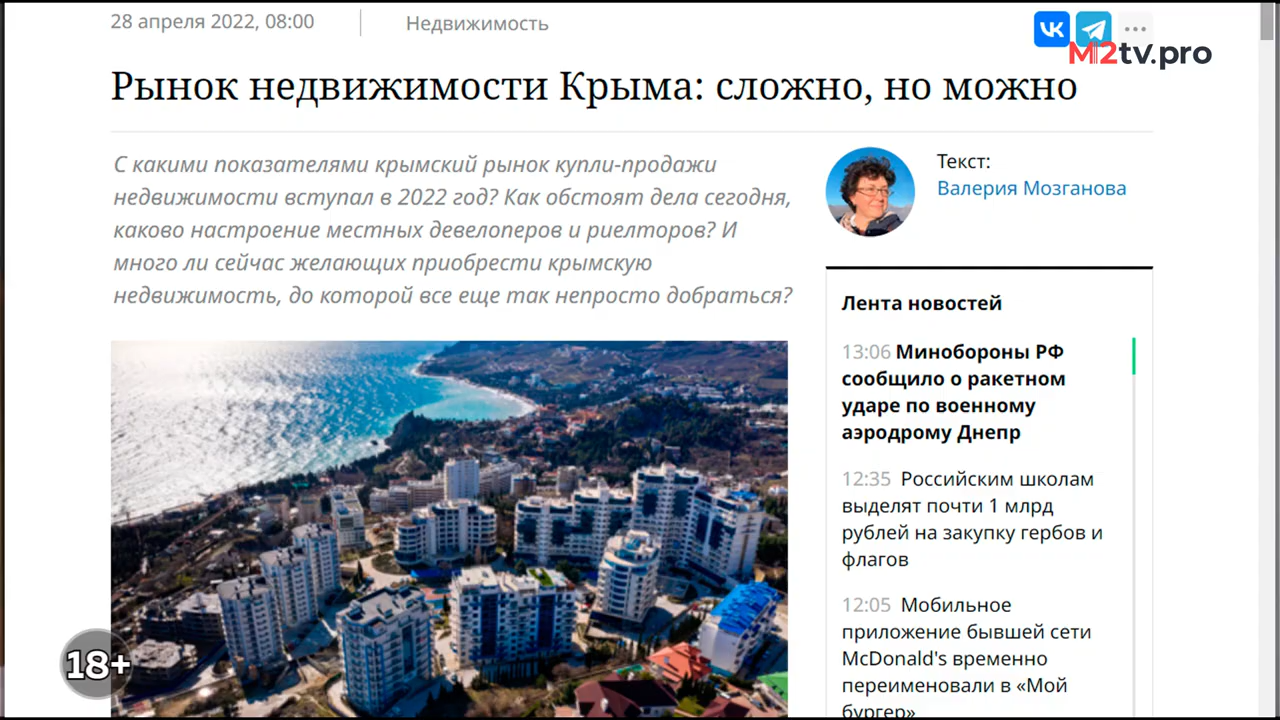 28 апреля 2022, 08:00
Недвижимость
M2tv.pro
Рынок недвижимости Крыма: сложно, но можно
С какими показателями крымский рынок купли-продажи
недвижимости вступал в 2022 год? Как обстоят дела сегодня,
каково настроение местных девелоперов и риелторов? И
много ли сейчас желающих приобрести крымскую
недвижимость, до которой все еще так непросто добраться?
Текст:
Валерия Мозганова
Лента новостей
13:06 Минобороны РФ
сообщило о ракетном
ударе по военному
аэродрому Днепр
12:35 Российским школам
выделят почти 1 млрд
рублей на закупку гербов и
флагов
12:05 Мобильное
приложение бывшей сети
McDonald's временно
переименовали в «Мой
бургер»
18+